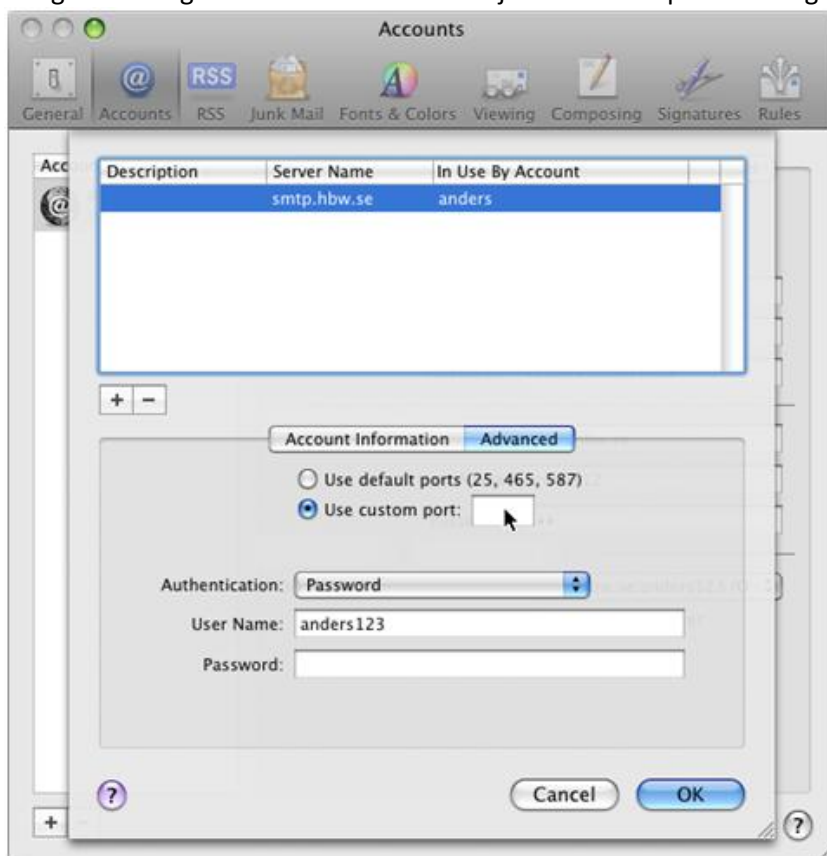 Accounts
RSS
General Accounts RSS Junk Mail Fonts & Colors Viewing Composing Signatures Rules
Description Server Name In Use By Account
smtp.hbw.se anders
+ −
Account Information Advanced
Use default ports (25, 465, 587)
Use custom port:
Authentication: Password
User Name: anders123
Password:
? Cancel OK
+ ?